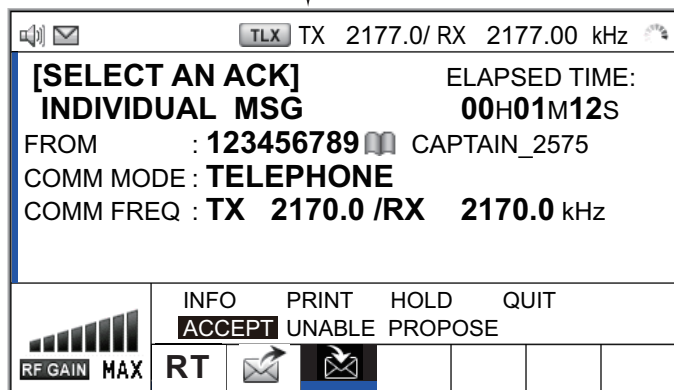 TLX TX 2177.0/ RX 2177.00 kHz
[SELECT AN ACK] ELAPSED TIME:
INDIVIDUAL MSG 00H01M12S
FROM : 123456789 CAPTAIN_2575
COMM MODE : TELEPHONE
COMM FREQ : TX 2170.0 /RX 2170.0 kHz
INFO PRINT HOLD QUIT
ACCEPT UNABLE PROPOSE
RF GAIN MAX RT